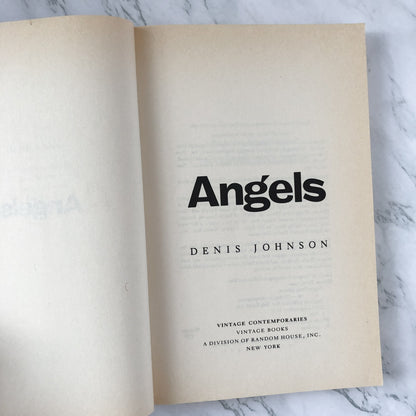 Angels
DENIS JOHNSON
VINTAGE CONTEMPORARIES
VINTAGE BOOKS
A DIVISION OF RANDOM HOUSE, INC.
NEW YORK